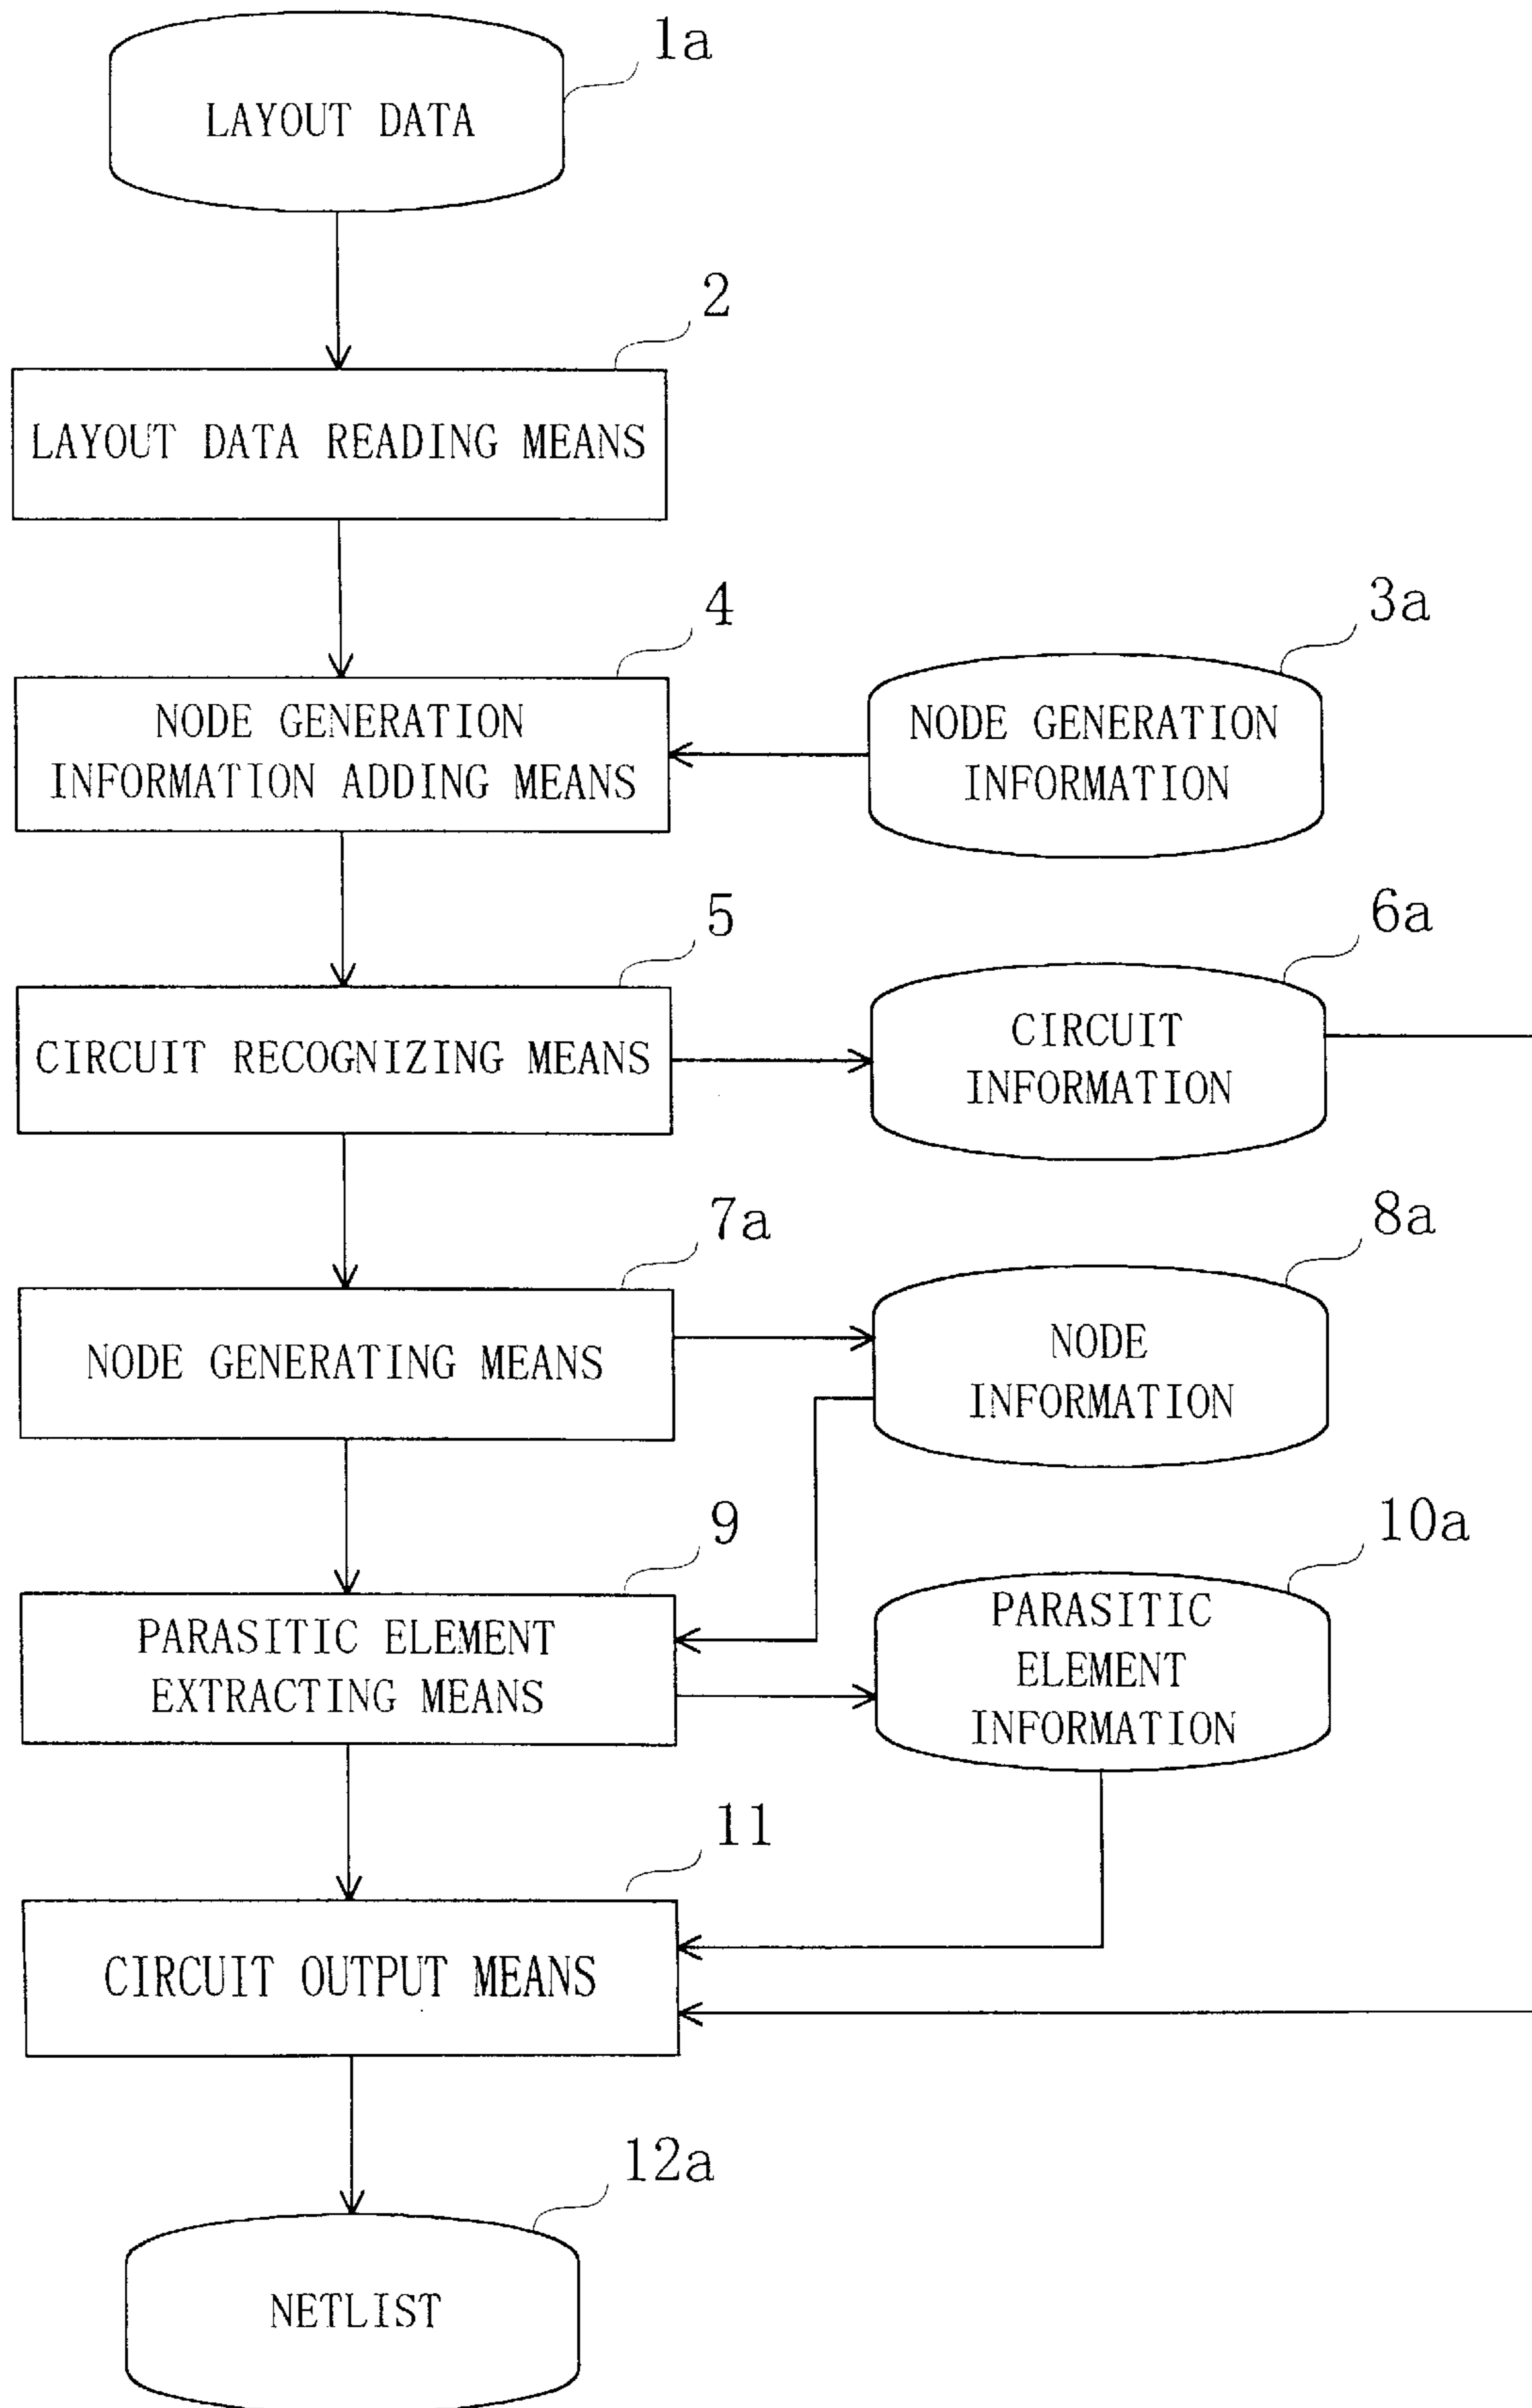 1a
LAYOUT DATA
2
LAYOUT DATA READING MEANS
4
NODE GENERATION
INFORMATION ADDING MEANS
3a
NODE GENERATION
INFORMATION
5
CIRCUIT RECOGNIZING MEANS
6a
CIRCUIT
INFORMATION
7a
NODE GENERATING MEANS
8a
NODE
INFORMATION
9
PARASITIC ELEMENT
EXTRACTING MEANS
10a
PARASITIC
ELEMENT
INFORMATION
11
CIRCUIT OUTPUT MEANS
12a
NETLIST